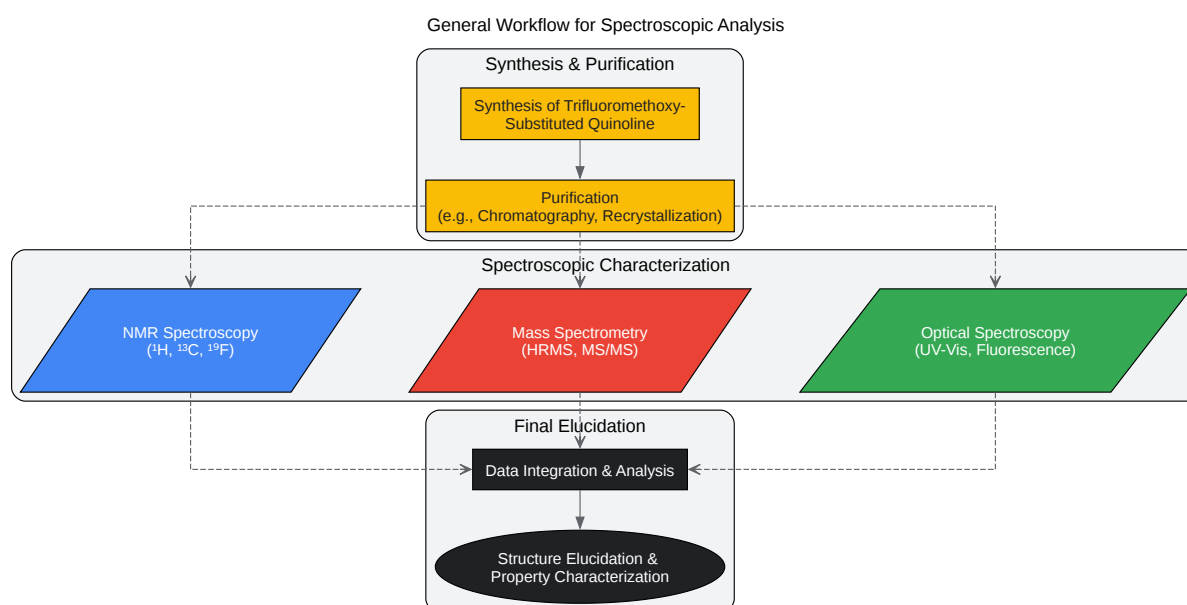 General Workflow for Spectroscopic Analysis
Synthesis & Purification
Synthesis of Trifluoromethoxy-
Substituted Quinoline
Purification
(e.g., Chromatography, Recrystallization)
Spectroscopic Characterization
NMR Spectroscopy
(¹H, ¹³C, ¹⁹F)
Mass Spectrometry
(HRMS, MS/MS)
Optical Spectroscopy
(UV-Vis, Fluorescence)
Final Elucidation
Data Integration & Analysis
Structure Elucidation &
Property Characterization